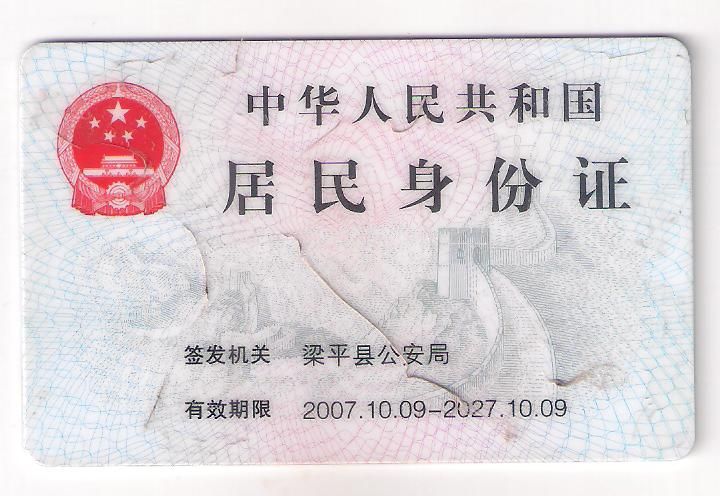 中华人民共和国
居民身份证
签发机关 梁平县公安局
有效期限 2007.10.09-2027.10.09